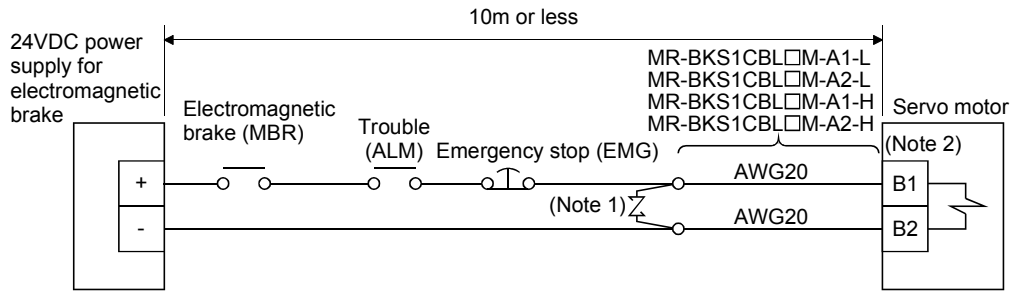 10m or less
24VDC power
supply for
electromagnetic
brake
MR-BKS1CBL□M-A1-L
MR-BKS1CBL□M-A2-L
MR-BKS1CBL□M-A1-H
MR-BKS1CBL□M-A2-H
Servo motor
Electromagnetic
brake (MBR)
Trouble
(ALM)
Emergency stop (EMG)
(Note 2)
+
AWG20
B1
(Note 1)
-
AWG20
B2